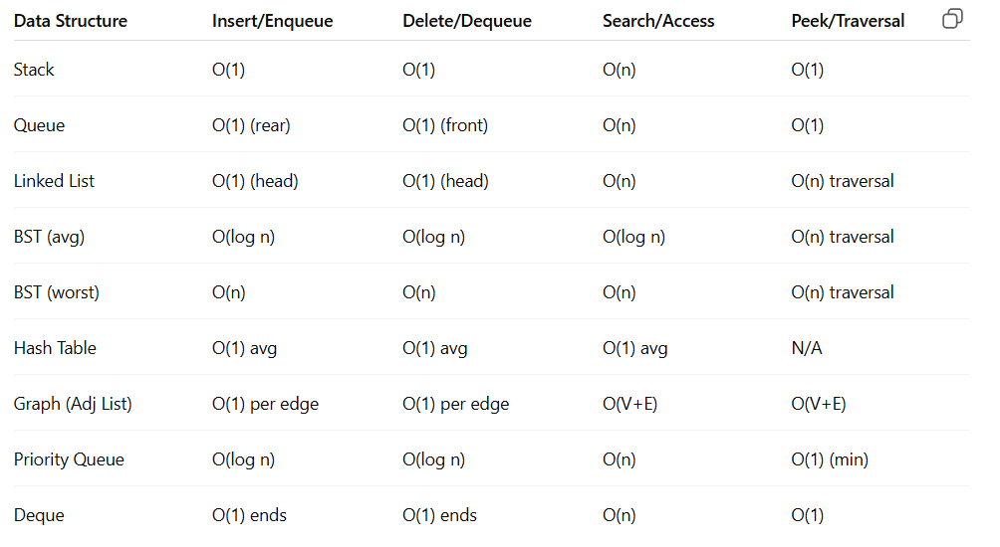 Data Structure Insert/Enqueue Delete/Dequeue Search/Access Peek/Traversal
Stack O(1) O(1) O(n) O(1)
Queue O(1) (rear) O(1) (front) O(n) O(1)
Linked List O(1) (head) O(1) (head) O(n) O(n) traversal
BST (avg) O(log n) O(log n) O(log n) O(n) traversal
BST (worst) O(n) O(n) O(n) O(n) traversal
Hash Table O(1) avg O(1) avg O(1) avg N/A
Graph (Adj List) O(1) per edge O(1) per edge O(V+E) O(V+E)
Priority Queue O(log n) O(log n) O(n) O(1) (min)
Deque O(1) ends O(1) ends O(n) O(1)